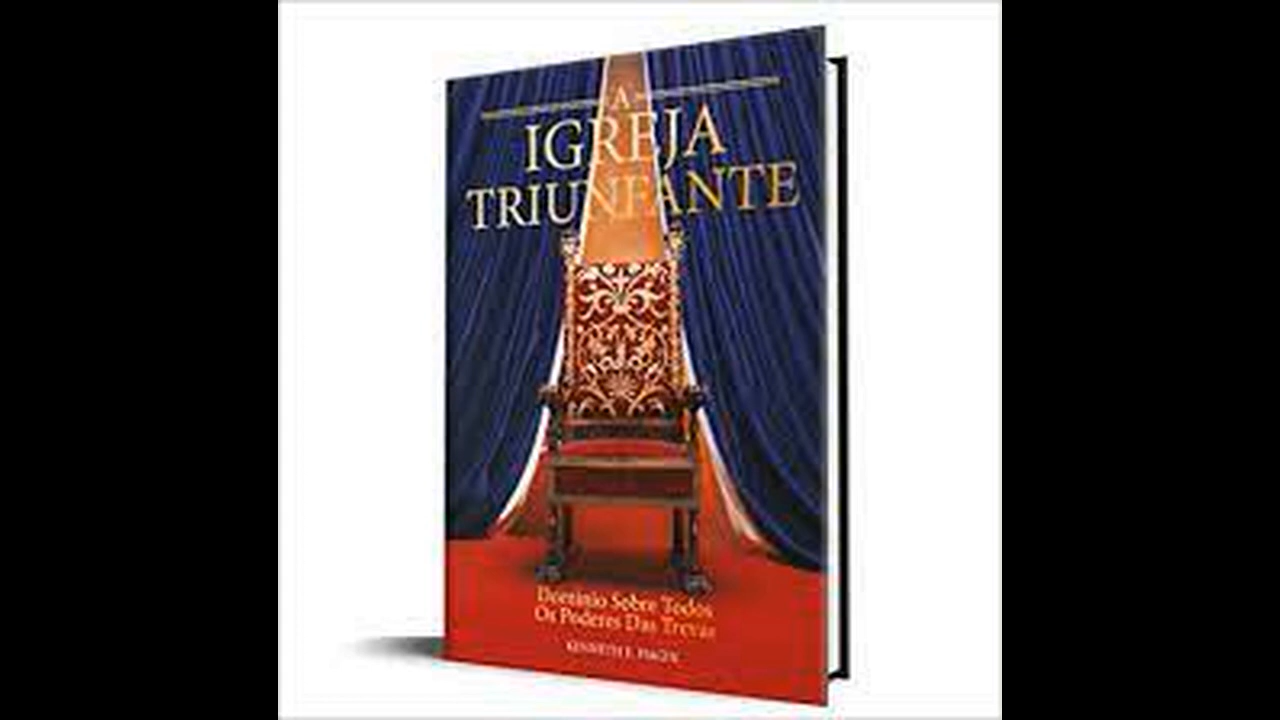 A
IGREJA
TRIUNFANTE
Domínio Sobre Todos
Os Poderes Das Trevas
KENNETH E. HAGIN